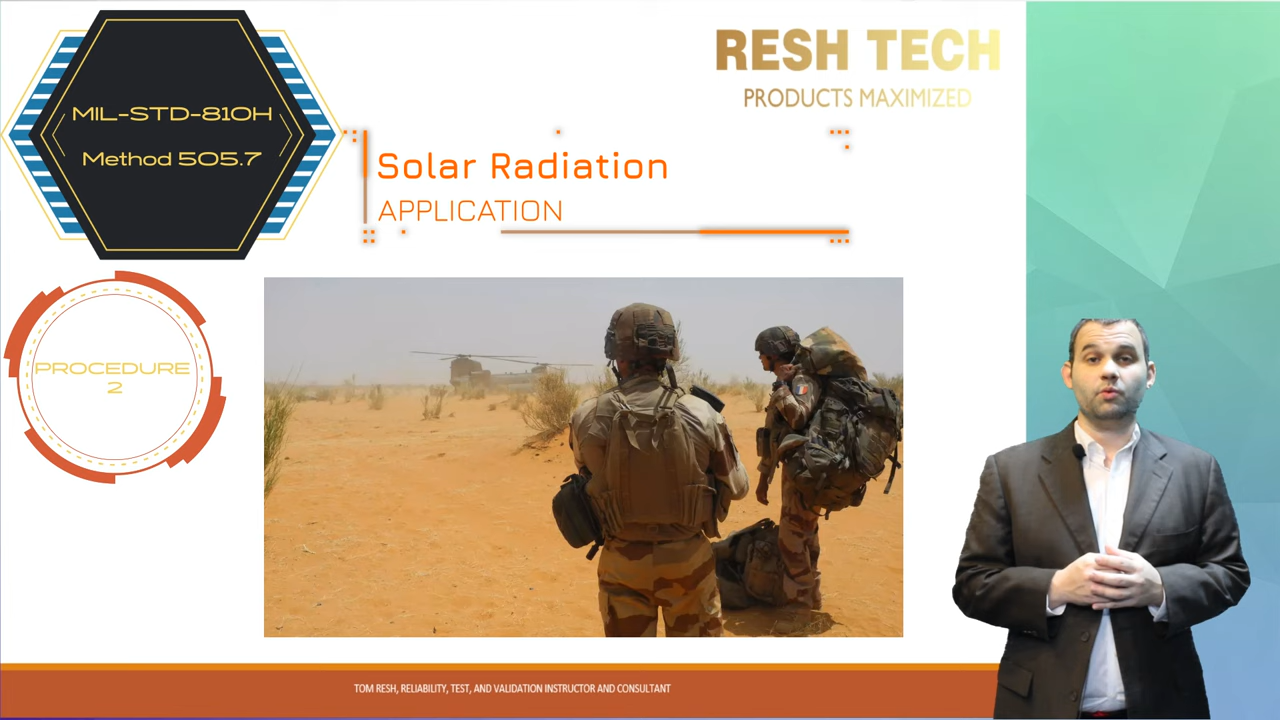 MIL-STD-810H
Method 505.7
RESH TECH
PRODUCTS MAXIMIZED
Solar Radiation
APPLICATION
PROCEDURE
2
TOM RESH, RELIABILITY, TEST, AND VALIDATION INSTRUCTOR AND CONSULTANT